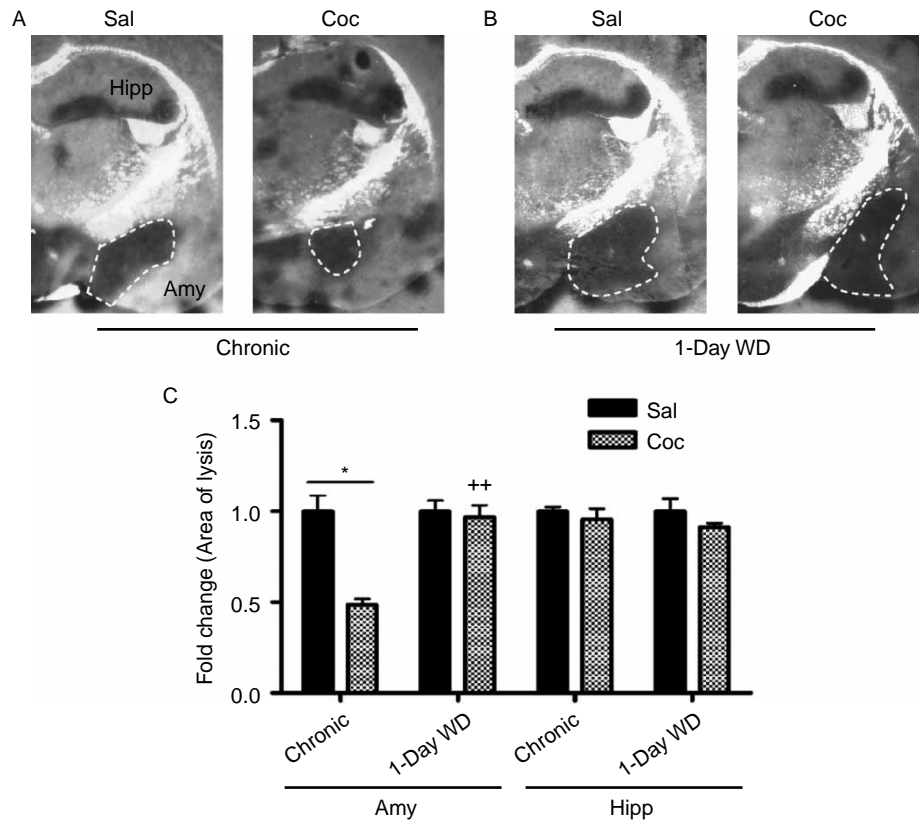 A
Sal
Coc
B
Sal
Coc
Hipp
Amy
Chronic
1-Day WD
C
Fold change (Area of lysis)
1.5
1.0
0.5
0.0
Sal
Coc
*
++
Chronic
1-Day WD
Chronic
1-Day WD
Amy
Hipp